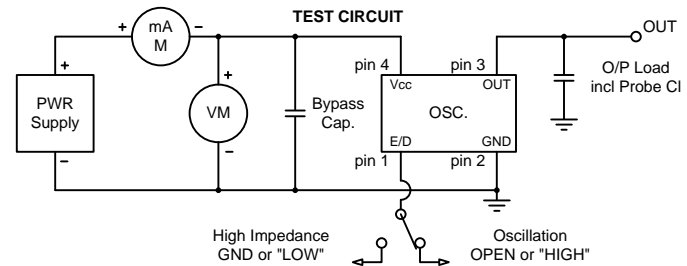 TEST CIRCUIT
+ mA M −
OUT
+ PWR Supply −
+ VM −
Bypass Cap.
pin 4
pin 3
Vcc
OUT
OSC.
E/D
GND
pin 1
pin 2
O/P Load
incl Probe Cl
High Impedance
GND or "LOW"
Oscillation
OPEN or "HIGH"